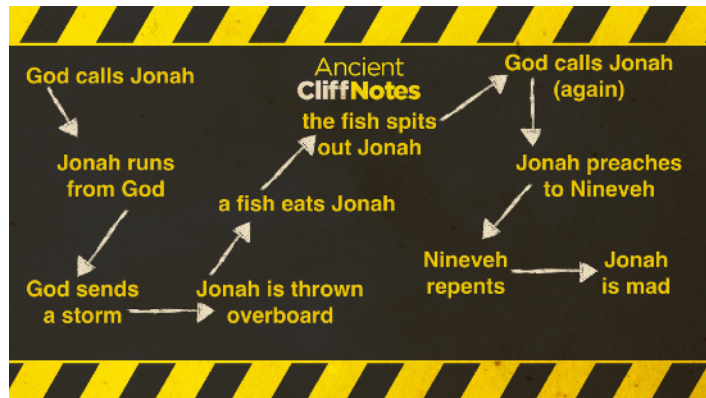 Ancient
CliffNotes
God calls Jonah
Jonah runs
from God
God sends
a storm
Jonah is thrown
overboard
a fish eats Jonah
the fish spits
out Jonah
God calls Jonah
(again)
Jonah preaches
to Nineveh
Nineveh
repents
Jonah
is mad